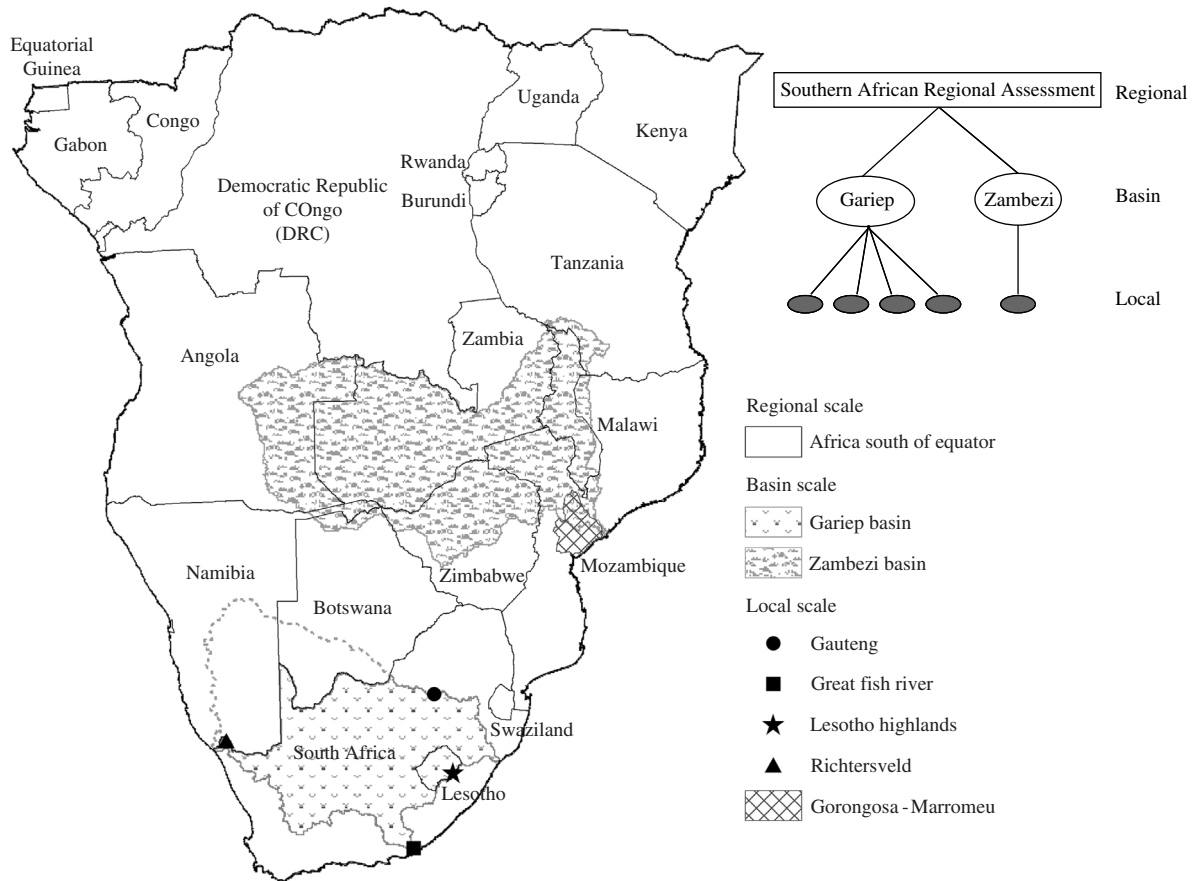 Equatorial
Guinea
Gabon
Congo
Democratic Republic
of COngo
(DRC)
Uganda
Kenya
Rwanda
Burundi
Tanzania
Angola
Zambia
Malawi
Namibia
Botswana
Zimbabwe
Mozambique
South Africa
Swaziland
Lesotho
Southern African Regional Assessment
Regional
Gariep
Zambezi
Basin
Local
Regional scale
Africa south of equator
Basin scale
Gariep basin
Zambezi basin
Local scale
Gauteng
Great fish river
Lesotho highlands
Richtersveld
Gorongosa - Marromeu